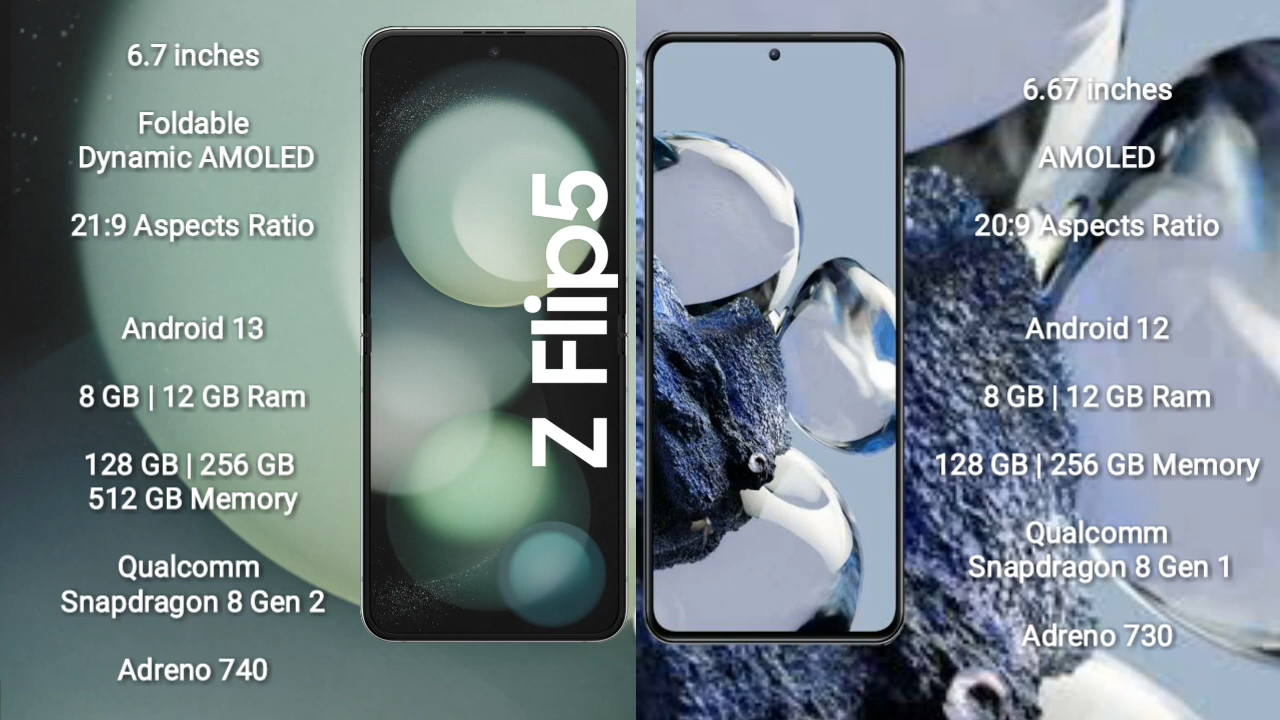 6.7 inches
Foldable
Dynamic AMOLED
21:9 Aspects Ratio
Android 13
8 GB | 12 GB Ram
128 GB | 256 GB
512 GB Memory
Qualcomm
Snapdragon 8 Gen 2
Adreno 740
Z Flip5
6.67 inches
AMOLED
20:9 Aspects Ratio
Android 12
8 GB | 12 GB Ram
128 GB | 256 GB Memory
Qualcomm
Snapdragon 8 Gen 1
Adreno 730